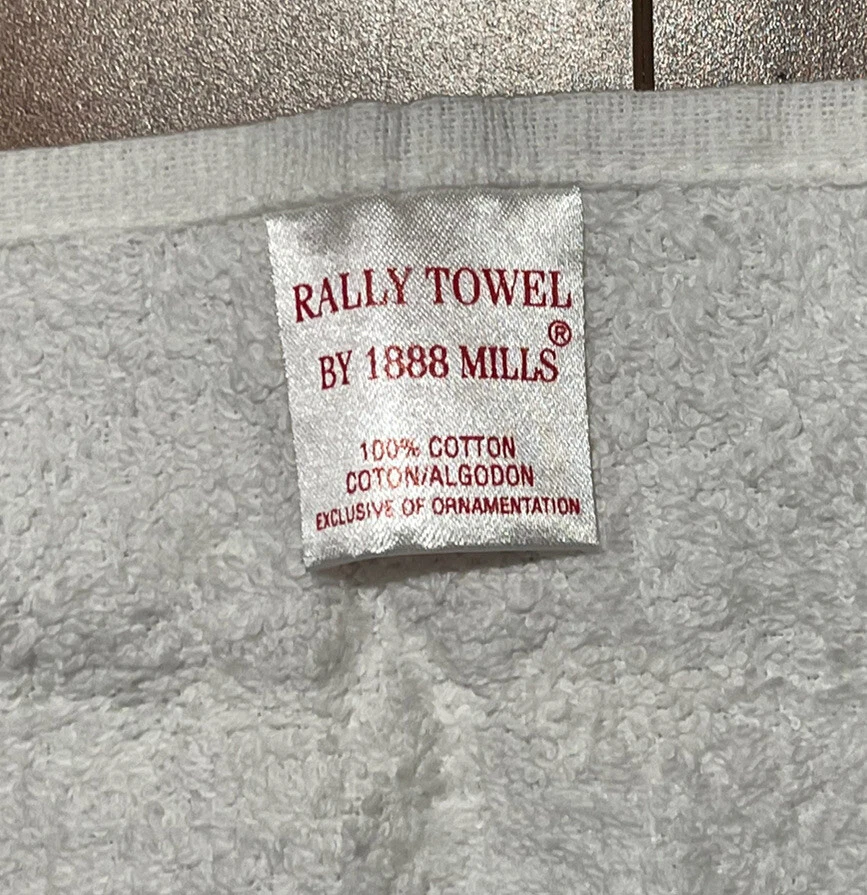 RALLY TOWEL
®
BY 1888 MILLS
100% COTTON
COTON/ALGODON
EXCLUSIVE OF ORNAMENTATION